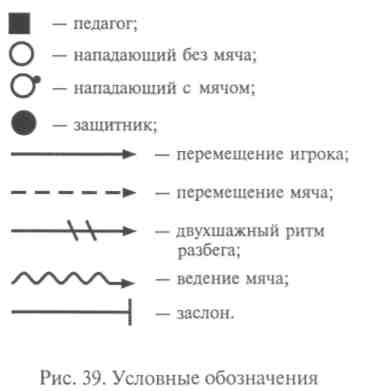 — педагог;
— нападающий без мяча;
— нападающий с мячом;
— защитник;
— перемещение игрока;
— перемещение мяча;
— двухшажный ритм
разбега;
— ведение мяча;
— заслон.
Рис. 39. Условные обозначения